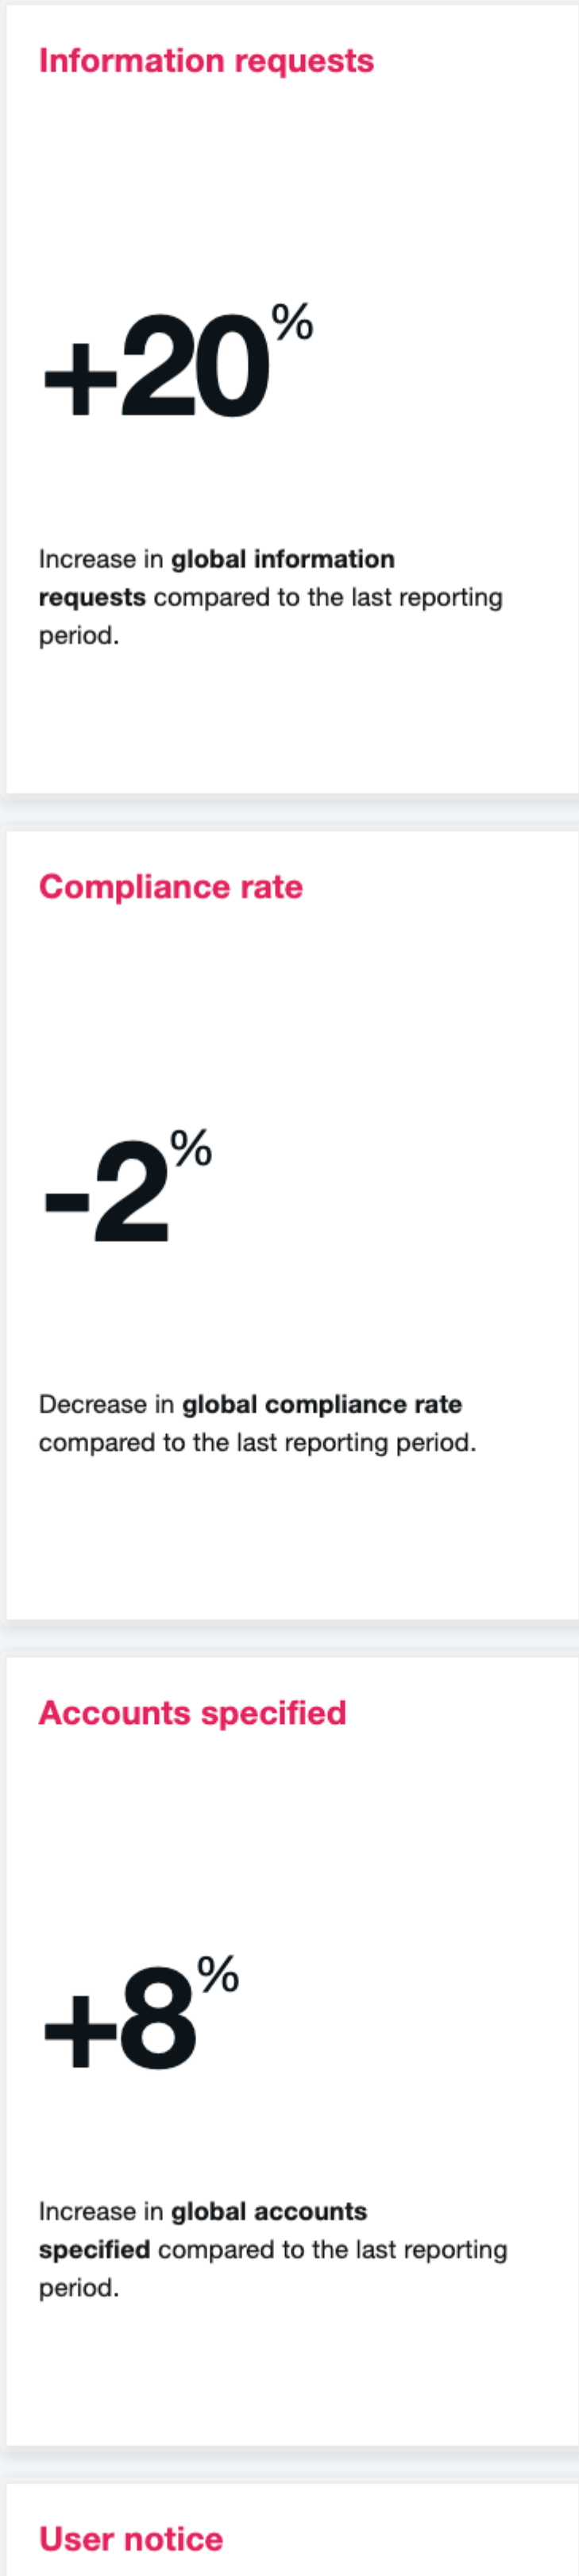 Information requests
+20%
Increase in global information
requests compared to the last reporting
period.
Compliance rate
-2%
Decrease in global compliance rate
compared to the last reporting period.
Accounts specified
+8%
Increase in global accounts
specified compared to the last reporting
period.
User notice